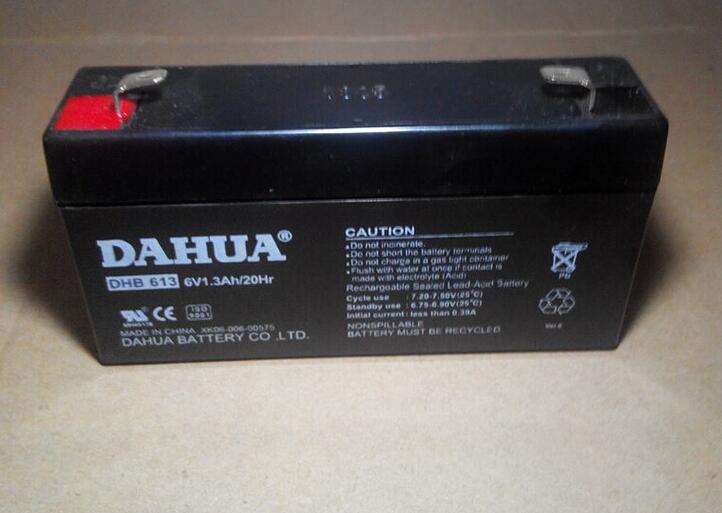 DAHUA®
DHB 613 6V1.3Ah/20Hr
CE ISO 9001
MADE IN CHINA XK06-006-00575
DAHUA BATTERY CO .,LTD.
CAUTION
• Do not incinerate.
• Do not short the battery terminals
• Do not charge in a gas tight container
• Flush with water at once if contact is
made with electrolyte (Acid)
Rechargeable Sealed Lead-Acid Battery
Cycle use : 7.20-7.50V(25°C)
Standby use : 6.75-6.90V(25°C)
Initial current: less than 0.39A
NONSPILLABLE
BATTERY MUST BE RECYCLED
Pb